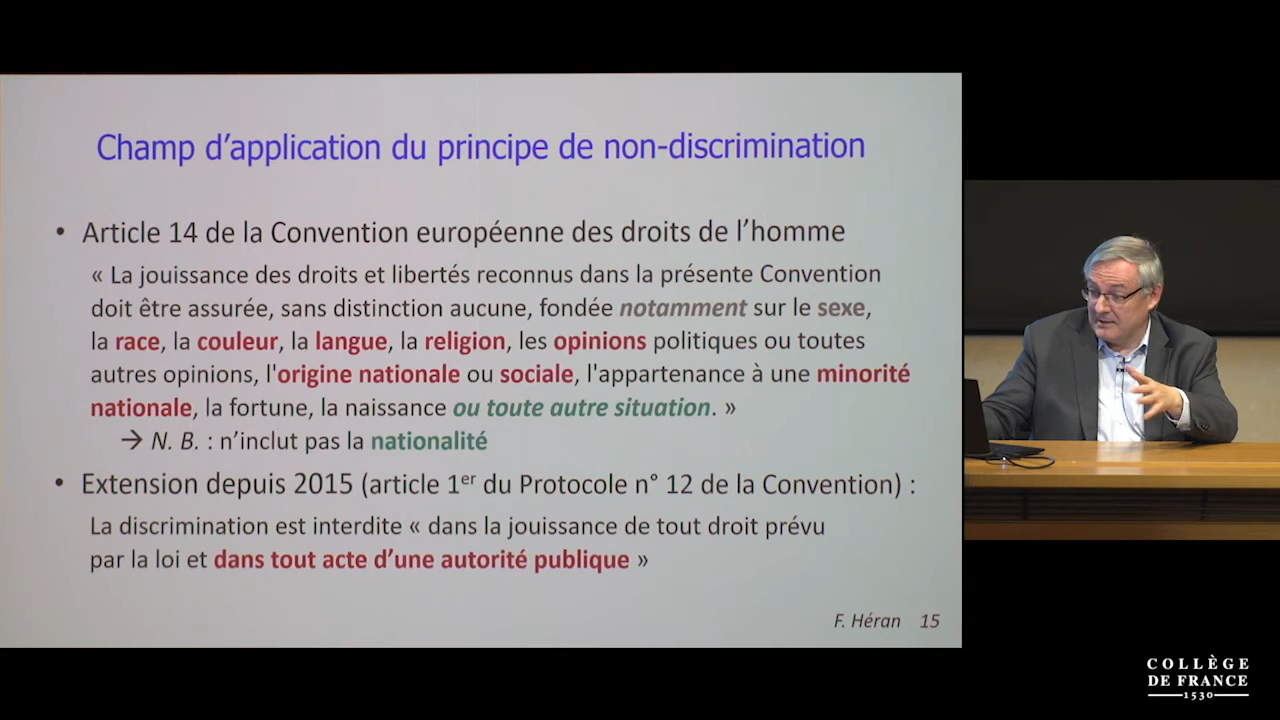 Champ d'application du principe de non-discrimination
• Article 14 de la Convention européenne des droits de l'homme
« La jouissance des droits et libertés reconnus dans la présente Convention
doit être assurée, sans distinction aucune, fondée notamment sur le sexe,
la race, la couleur, la langue, la religion, les opinions politiques ou toutes
autres opinions, l'origine nationale ou sociale, l'appartenance à une minorité
nationale, la fortune, la naissance ou toute autre situation. »
→ N. B. : n'inclut pas la nationalité
• Extension depuis 2015 (article 1er du Protocole n° 12 de la Convention) :
La discrimination est interdite « dans la jouissance de tout droit prévu
par la loi et dans tout acte d'une autorité publique »
F. Héran 15
COLLÈGE
DE FRANCE
1530